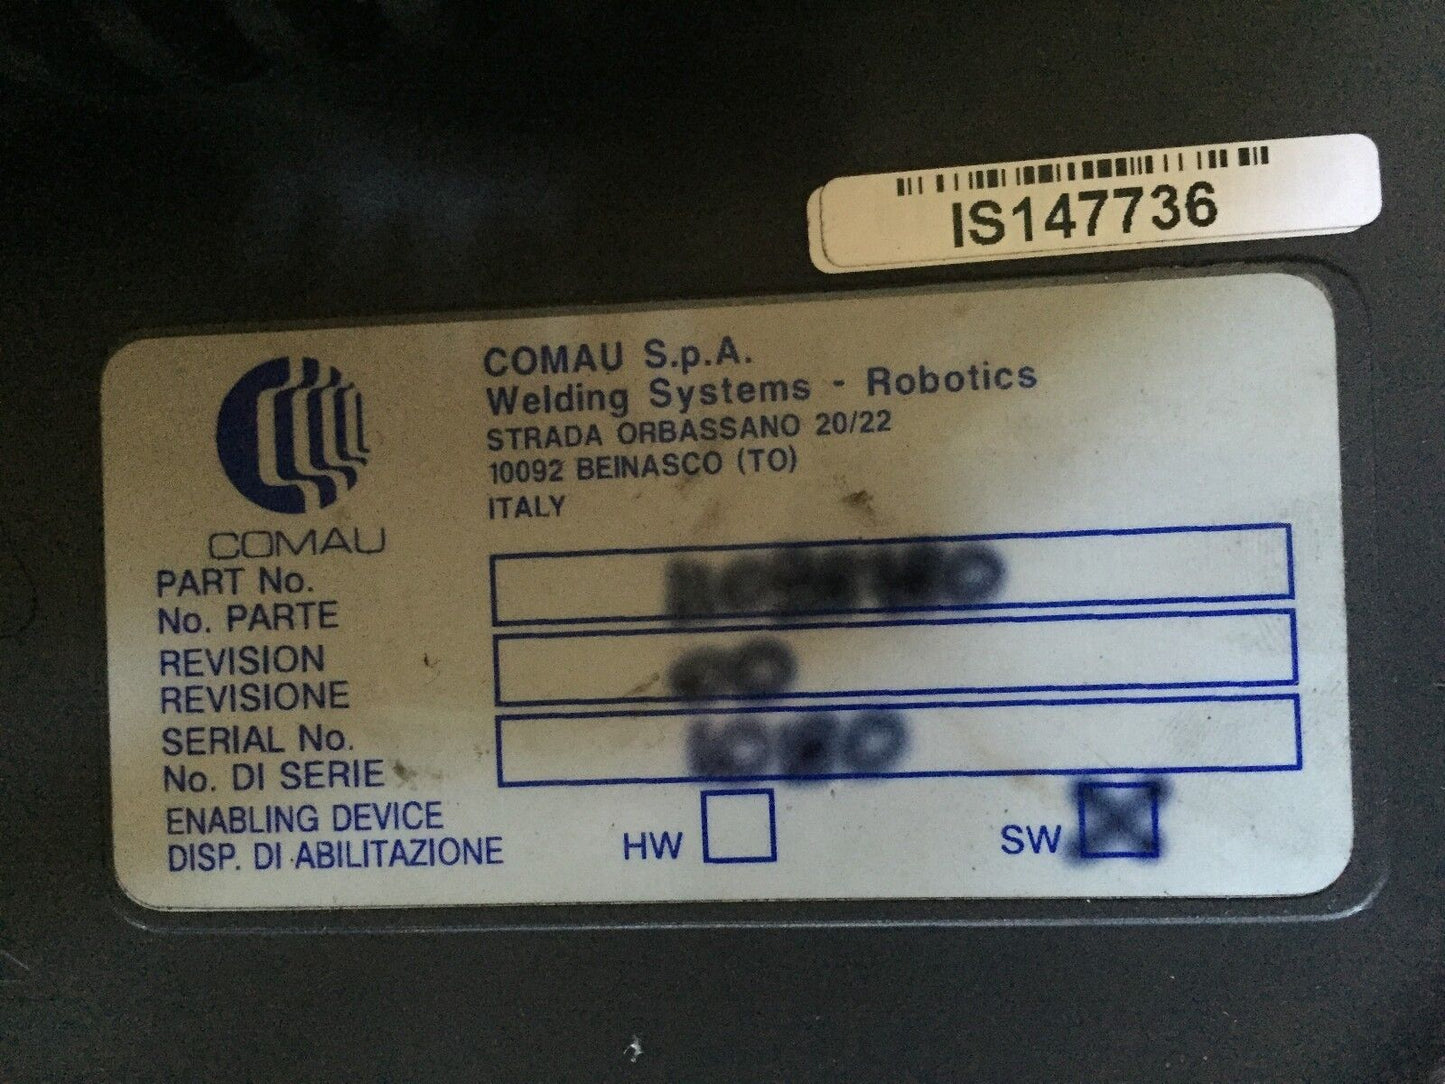 IS147736
COMAU S.p.A.
Welding Systems - Robotics
STRADA ORBASSANO 20/22
10092 BEINASCO (TO)
ITALY
COMAU
PART No.
No. PARTE
REVISION
REVISIONE
SERIAL No.
No. DI SERIE
ENABLING DEVICE
DISP. DI ABILITAZIONE
HW
SW